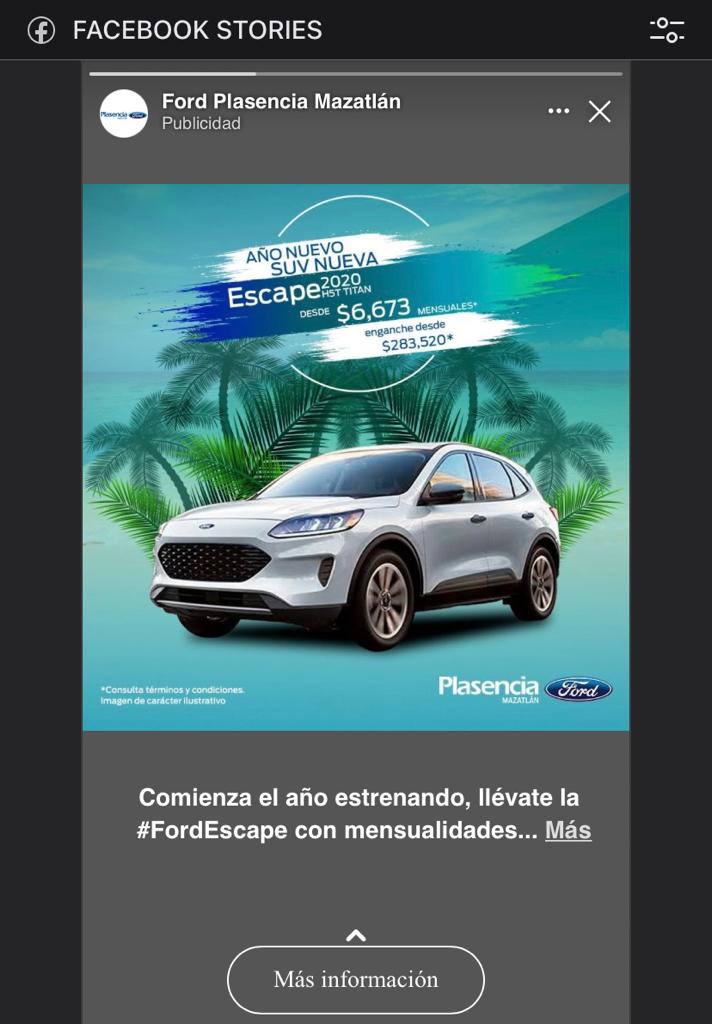 FACEBOOK STORIES
Ford Plasencia Mazatlán
Publicidad
Plasencia Ford
AÑO NUEVO
SUV NUEVA
Escape 2020
H5T TITAN
DESDE $6,673 MENSUALES*
enganche desde
$283,520*
*Consulta términos y condiciones.
Imagen de carácter ilustrativo
Plasencia Ford
MAZATLÁN
Comienza el año estrenando, llévate la
#FordEscape con mensualidades... Más
Más información